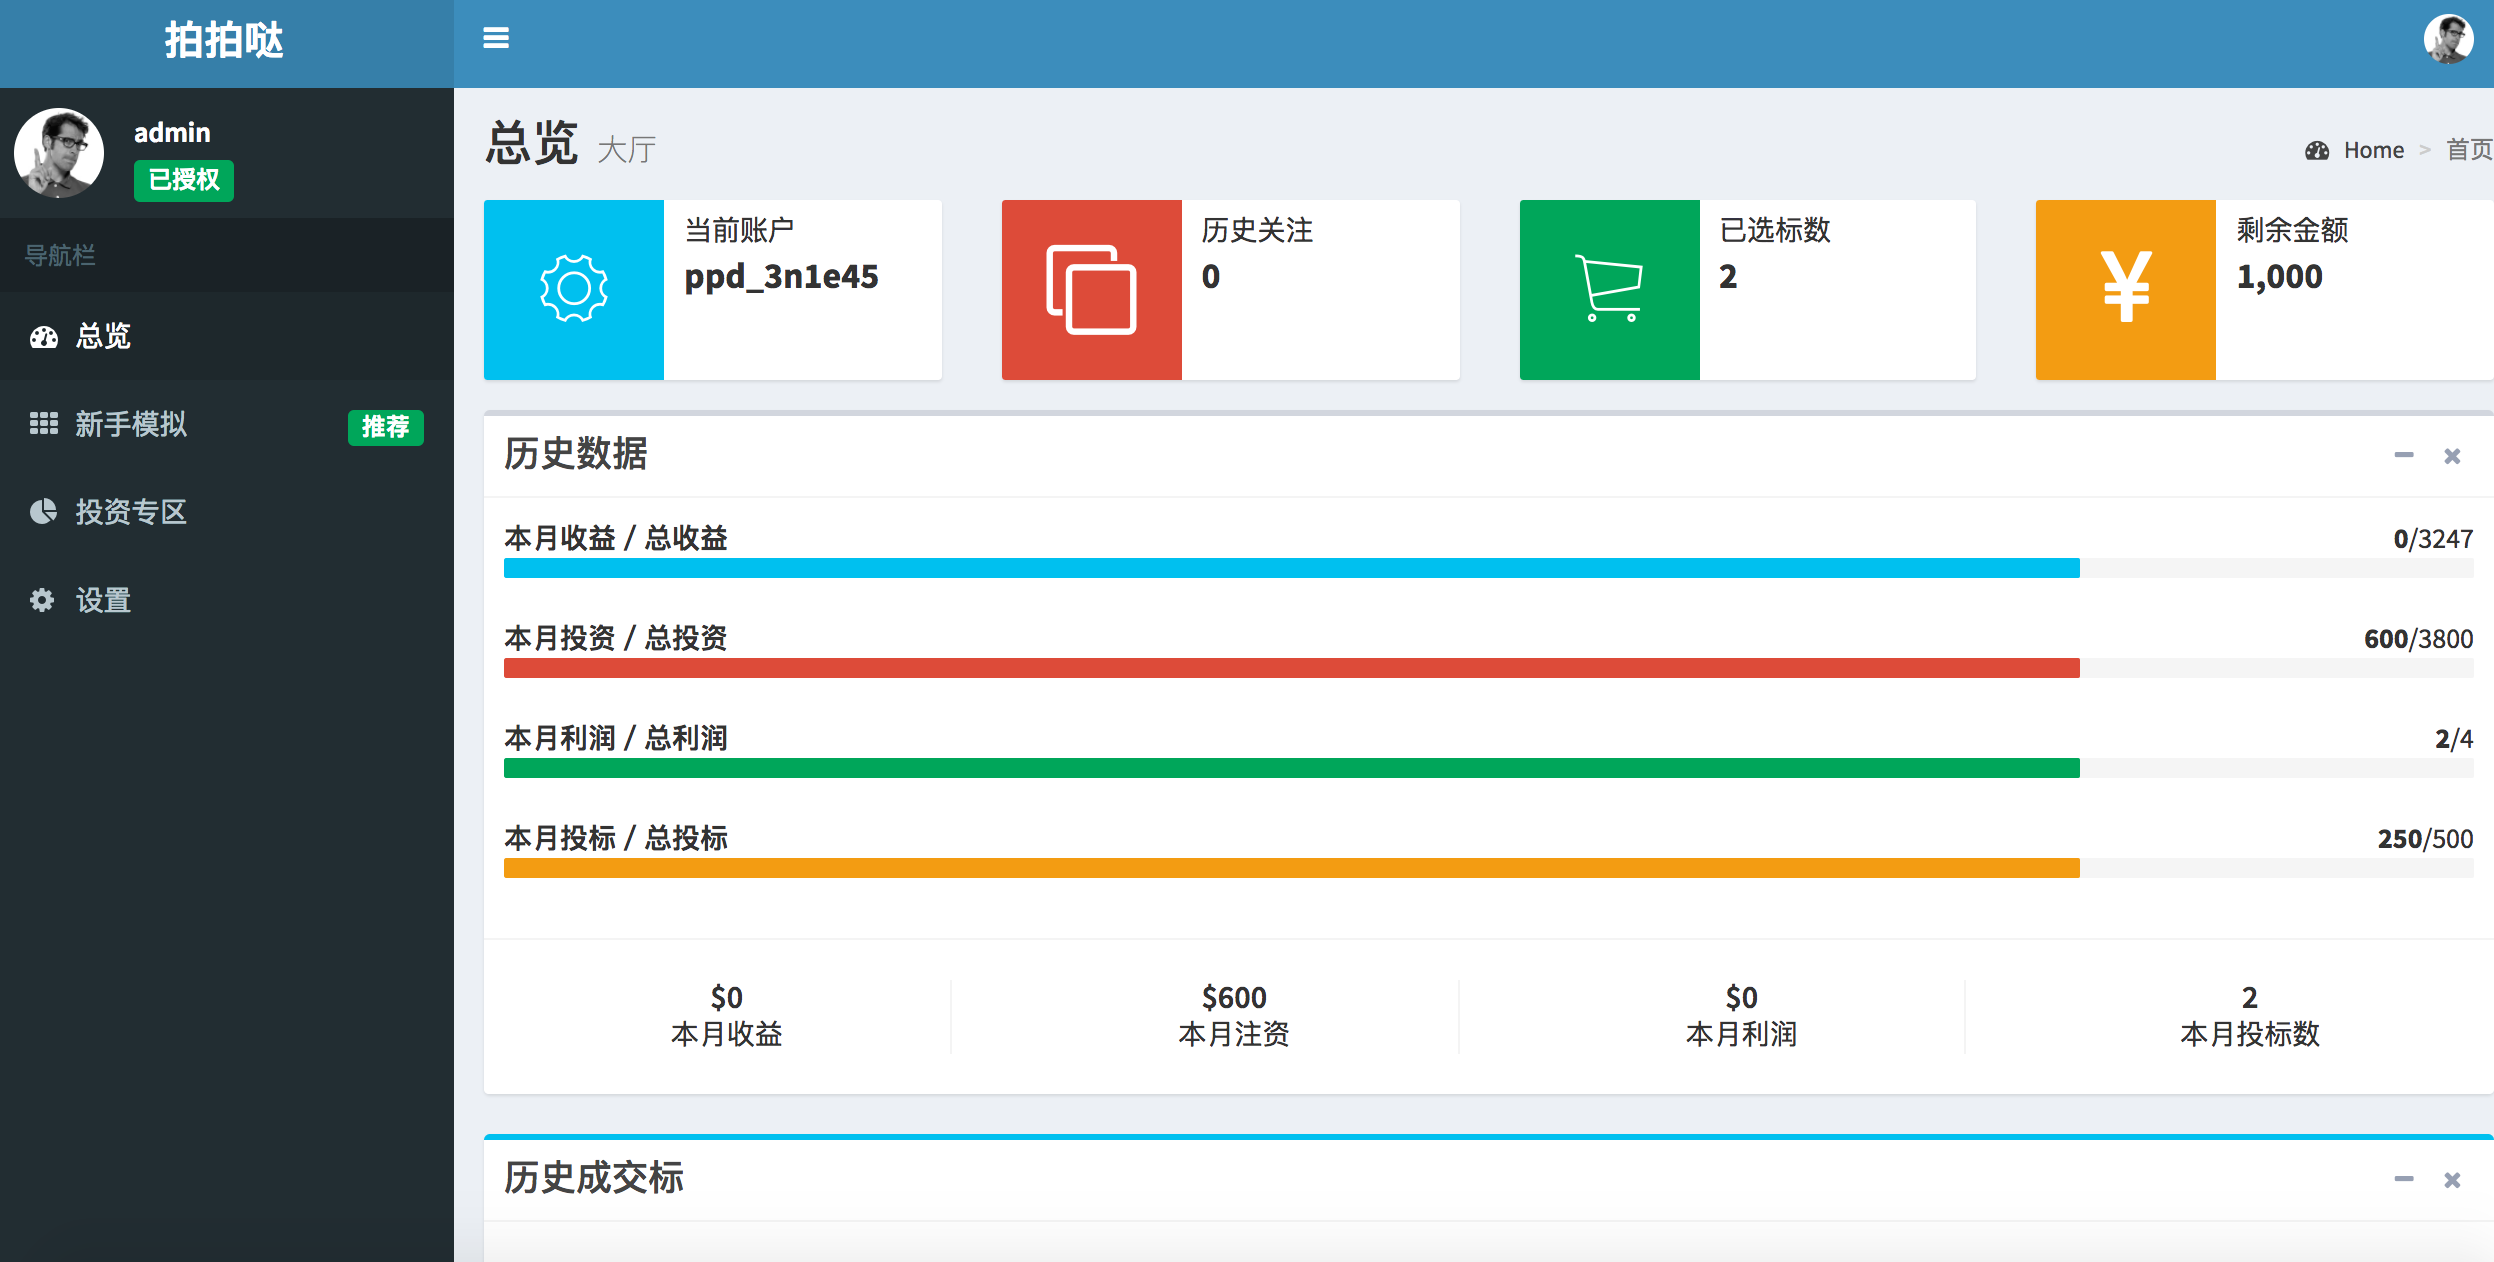 拍拍哒
admin
已授权
导航栏
总览
新手模拟 推荐
投资专区
设置
总览 大厅
Home > 首页
当前账户
ppd_3n1e45
历史关注
0
已选标数
2
剩余金额
1,000
历史数据
本月收益 / 总收益 0/3247
本月投资 / 总投资 600/3800
本月利润 / 总利润 2/4
本月投标 / 总投标 250/500
$0
本月收益
$600
本月注资
$0
本月利润
2
本月投标数
历史成交标